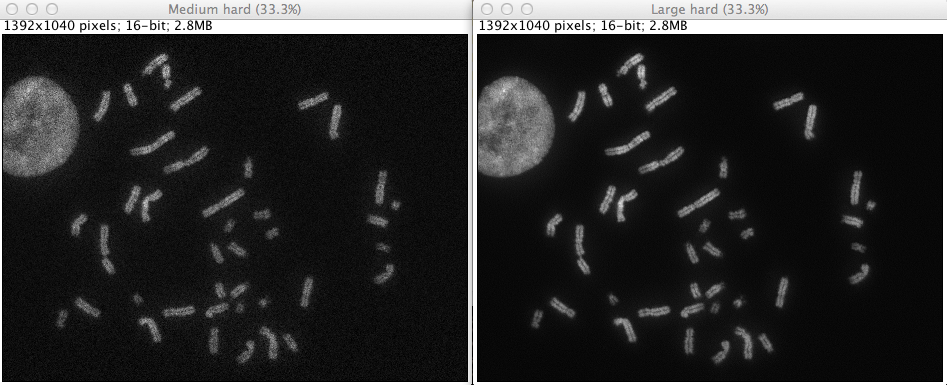 Medium hard (33.3%)
1392x1040 pixels; 16-bit; 2.8MB
Large hard (33.3%)
1392x1040 pixels; 16-bit; 2.8MB